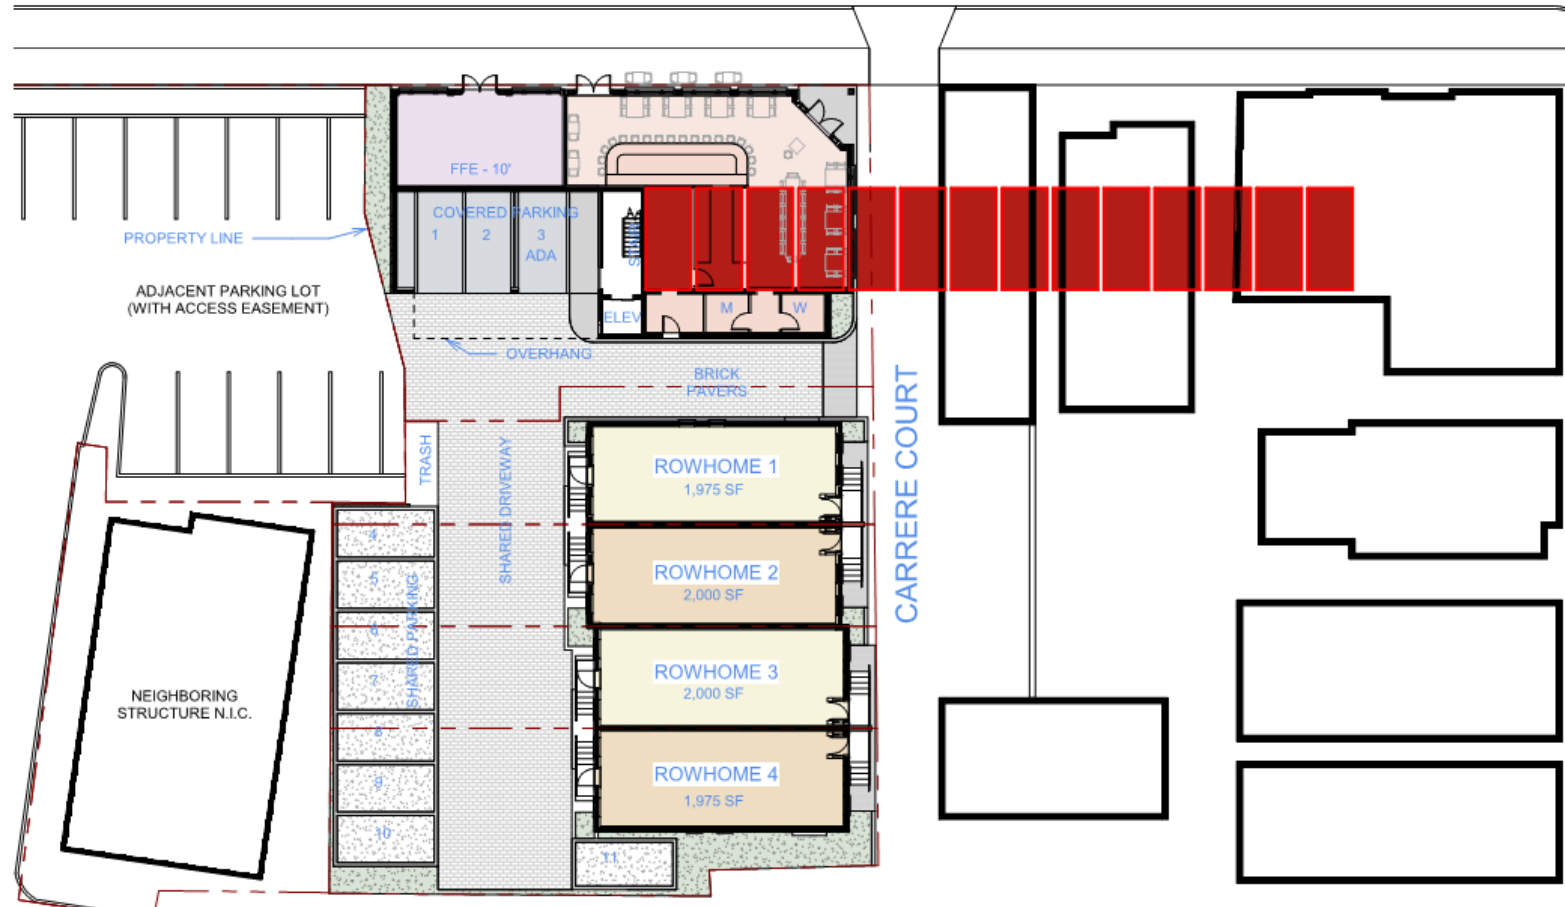 FFE - 10'
COVERED PARKING
1
2
3
ADA
STAIR
PROPERTY LINE
ADJACENT PARKING LOT
(WITH ACCESS EASEMENT)
ELEV
M
W
OVERHANG
BRICK
PAVERS
CARRERE COURT
TRASH
SHARED DRIVEWAY
ROWHOME 1
1,975 SF
4
5
6
7
8
9
10
SHARED PARKING
ROWHOME 2
2,000 SF
ROWHOME 3
2,000 SF
NEIGHBORING
STRUCTURE N.I.C.
ROWHOME 4
1,975 SF
11